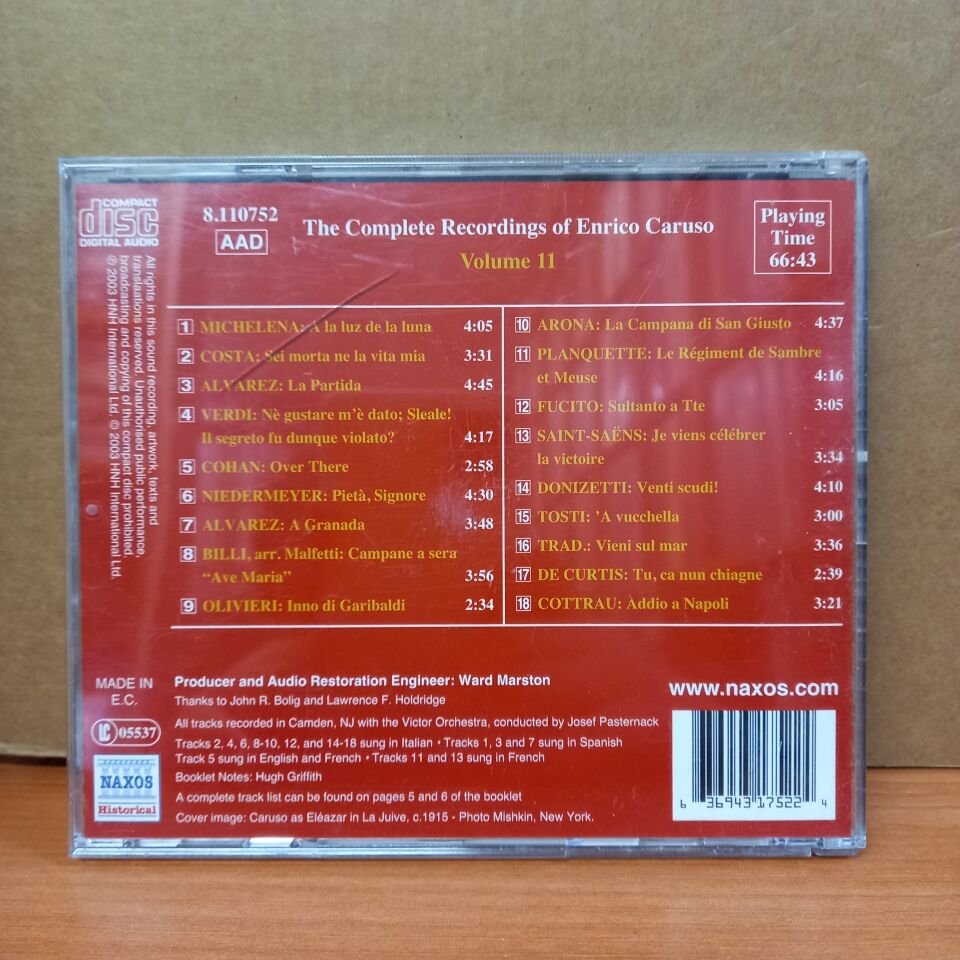 COMPACT
disc
DIGITAL AUDIO
8.110752
AAD
The Complete Recordings of Enrico Caruso
Volume 11
Playing
Time
66:43
All rights in this sound recording, artwork, texts and
translaations reserved. Unauthorised public performance,
broadcasting and copying of this compact disc prohibited.
℗ 2003 HNH International Ltd. © 2003 HNH International Ltd.
1 MICHELENA: A la luz de la luna 4:05
2 COSTA: Sei morta ne la vita mia 3:31
3 ALVAREZ: La Partida 4:45
4 VERDI: Nè gustare m'è dato; Sleale!
Il segreto fu dunque violato? 4:17
5 COHAN: Over There 2:58
6 NIEDERMEYER: Pietà, Signore 4:30
7 ALVAREZ: A Granada 3:48
8 BILLI, arr. Malfetti: Campane a sera
"Ave Maria" 3:56
9 OLIVIERI: Inno di Garibaldi 2:34
10 ARONA: La Campana di San Giusto 4:37
11 PLANQUETTE: Le Régiment de Sambre
et Meuse 4:16
12 FUCITO: Sultanto a Tte 3:05
13 SAINT-SAËNS: Je viens célébrer
la victoire 3:34
14 DONIZETTI: Venti scudi! 4:10
15 TOSTI: 'A vucchella 3:00
16 TRAD.: Vieni sul mar 3:36
17 DE CURTIS: Tu, ca nun chiagne 2:39
18 COTTRAU: Addio a Napoli 3:21
MADE IN
E.C.
LC 05537
NAXOS
Historical
Producer and Audio Restoration Engineer: Ward Marston
Thanks to John R. Bolig and Lawrence F. Holdridge
All tracks recorded in Camden, NJ with the Victor Orchestra, conducted by Josef Pasternack
Tracks 2, 4, 6, 8-10, 12, and 14-18 sung in Italian • Tracks 1, 3 and 7 sung in Spanish
Track 5 sung in English and French • Tracks 11 and 13 sung in French
Booklet Notes: Hugh Griffith
A complete track list can be found on pages 5 and 6 of the booklet
Cover image: Caruso as Eléazar in La Juive, c.1915 - Photo Mishkin, New York.
www.naxos.com
6 36943 17522 4